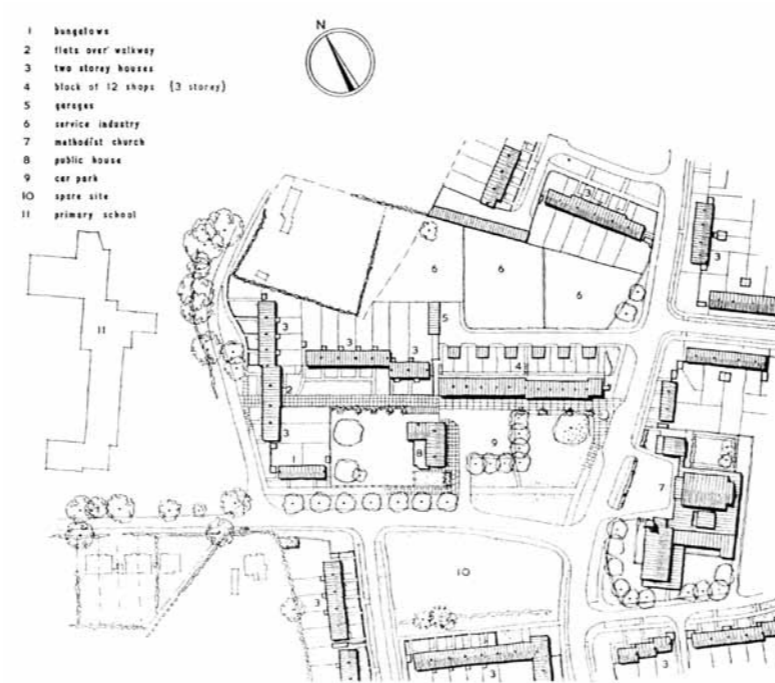 N
1 bungalows
2 flats over walkway
3 two storey houses
4 block of 12 shops (3 storey)
5 garages
6 service industry
7 methodist church
8 public house
9 car park
10 spare site
11 primary school
3
3
3
6
6
6
11
3
5
3
3
4
2
3
9
8
1
7
10
3
3
3